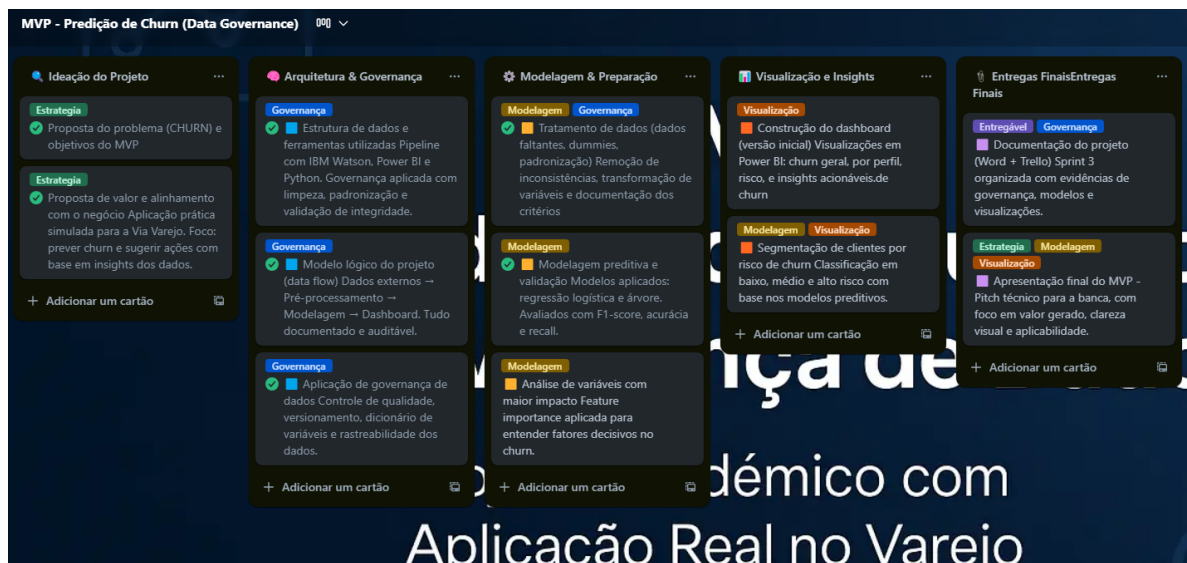 MVP - Predição de Churn (Data Governance)
Ideação do Projeto
Estrategia
Proposta do problema (CHURN) e
objetivos do MVP
Estrategia
Proposta de valor e alinhamento
com o negócio Aplicação prática
simulada para a Via Varejo. Foco:
prever churn e sugerir ações com
base em insights dos dados.
+ Adicionar um cartão
Arquitetura & Governança
Governança
Estrutura de dados e
ferramentas utilizadas Pipeline
com IBM Watson, Power BI e
Python. Governança aplicada com
limpeza, padronização e
validação de integridade.
Governança
Modelo lógico do projeto
(data flow) Dados externos →
Pré-processamento →
Modelagem → Dashboard. Tudo
documentado e auditável.
Governança
Aplicação de governança de
dados Controle de qualidade,
versionamento, dicionário de
variáveis e rastreabilidade dos
dados.
+ Adicionar um cartão
Modelagem & Preparação
Modelagem Governança
Tratamento de dados (dados
faltantes, dummies,
padronização) Remoção de
inconsistências, transformação de
variáveis e documentação dos
critérios
Modelagem
Modelagem preditiva e
validação Modelos aplicados:
regressão logística e árvore.
Avaliados com F1-score, acurácia
e recall.
Modelagem
Análise de variáveis com
maior impacto Feature
importance aplicada para
entender fatores decisivos no
churn.
+ Adicionar um cartão
Visualização e Insights
Visualização
Construção do dashboard
(versão inicial) Visualizações em
Power BI: churn geral, por perfil,
risco, e insights acionáveis.de
churn
Modelagem Visualização
Segmentação de clientes por
risco de churn Classificação em
baixo, médio e alto risco com
base nos modelos preditivos.
+ Adicionar um cartão
Entregas FinaisEntregas
Finais
Entregável Governança
Documentação do projeto
(Word + Trello) Sprint 3
organizada com evidências de
governança, modelos e
visualizações.
Estrategia Modelagem
Visualização
Apresentação final do MVP -
Pitch técnico para a banca, com
foco em valor gerado, clareza
visual e aplicabilidade.
+ Adicionar um cartão
nça de
démico com
Aplicação Real no Varejo